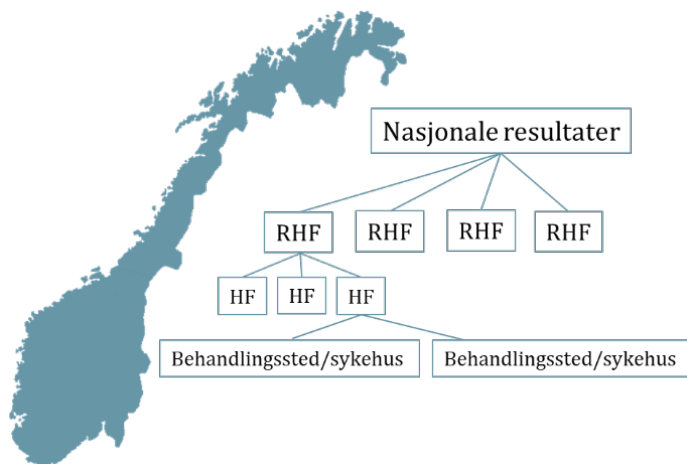 Nasjonale resultater
RHF RHF RHF RHF
HF HF HF
Behandlingssted/sykehus Behandlingssted/sykehus